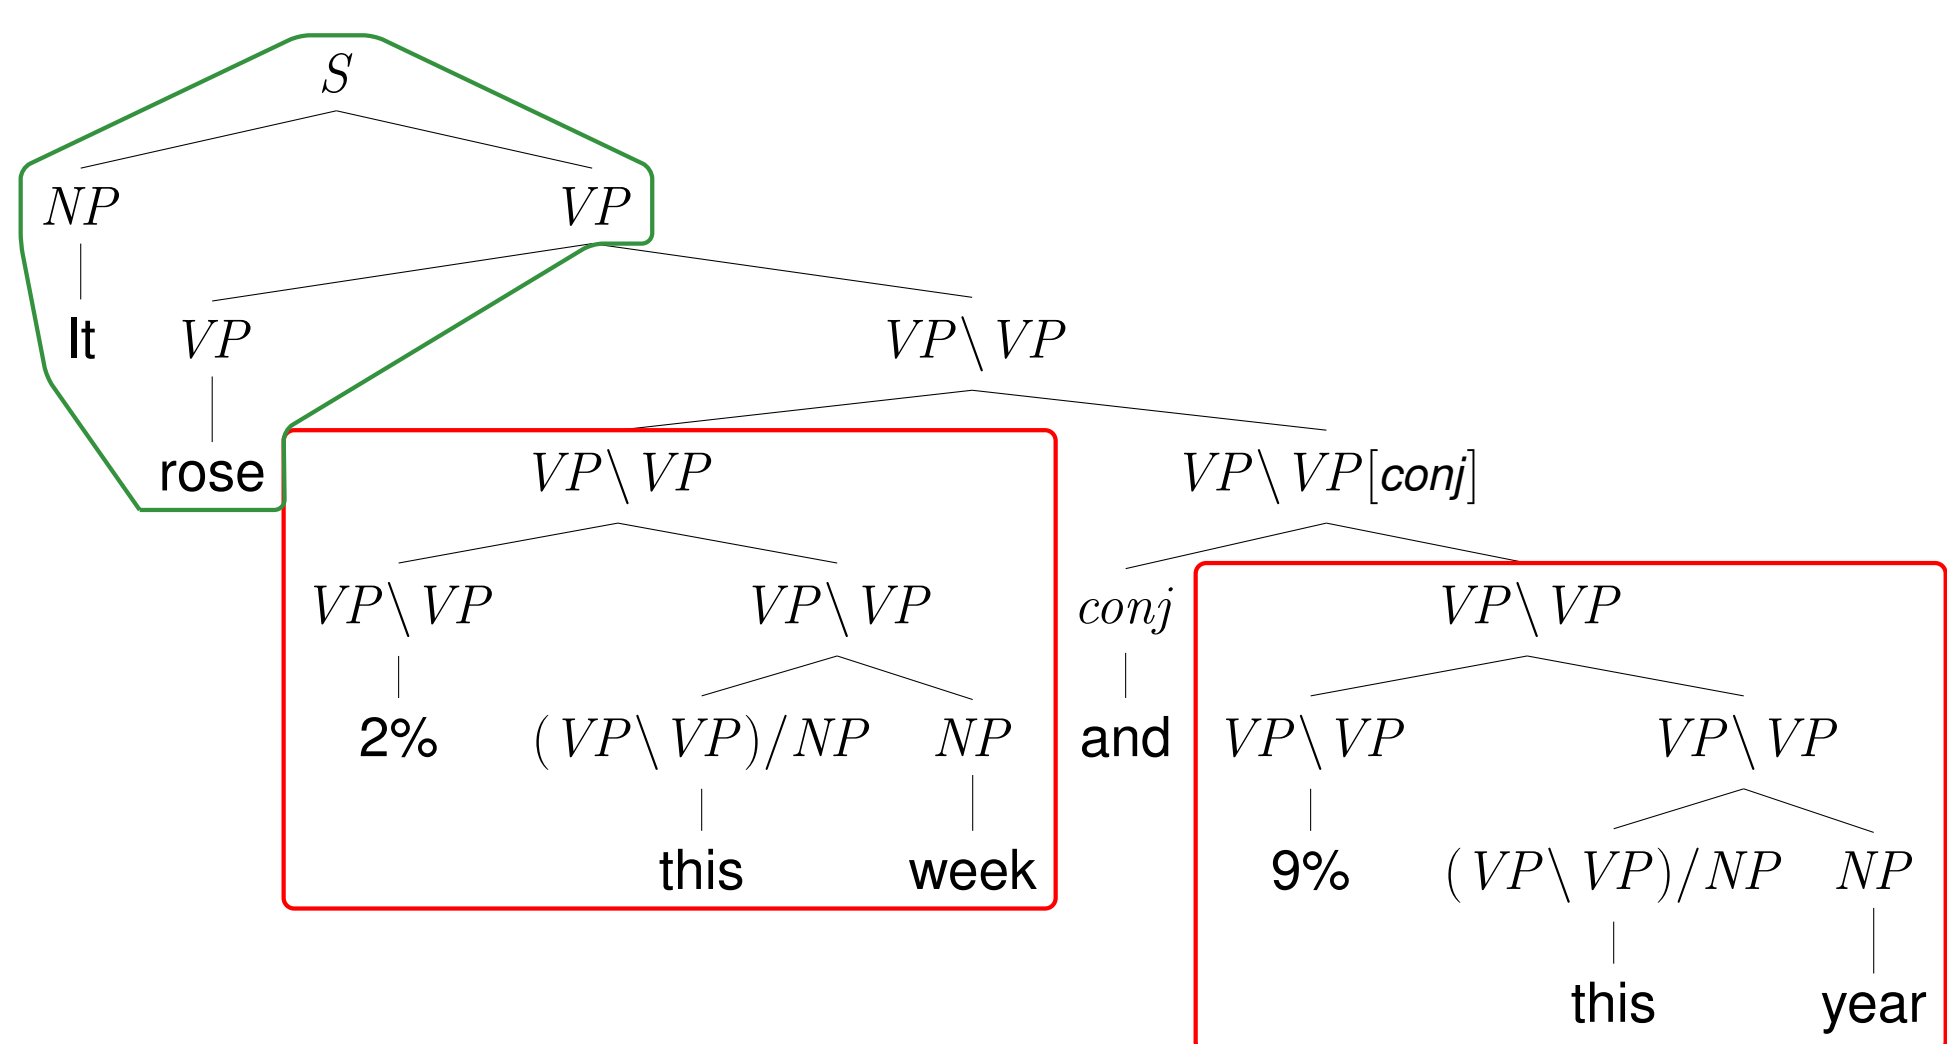 S
NP VP
It VP VP\VP
rose VP\VP VP\VP[conj]
VP\VP VP\VP conj VP\VP
2% (VP\VP)/NP NP and VP\VP VP\VP
this week 9% (VP\VP)/NP NP
this year